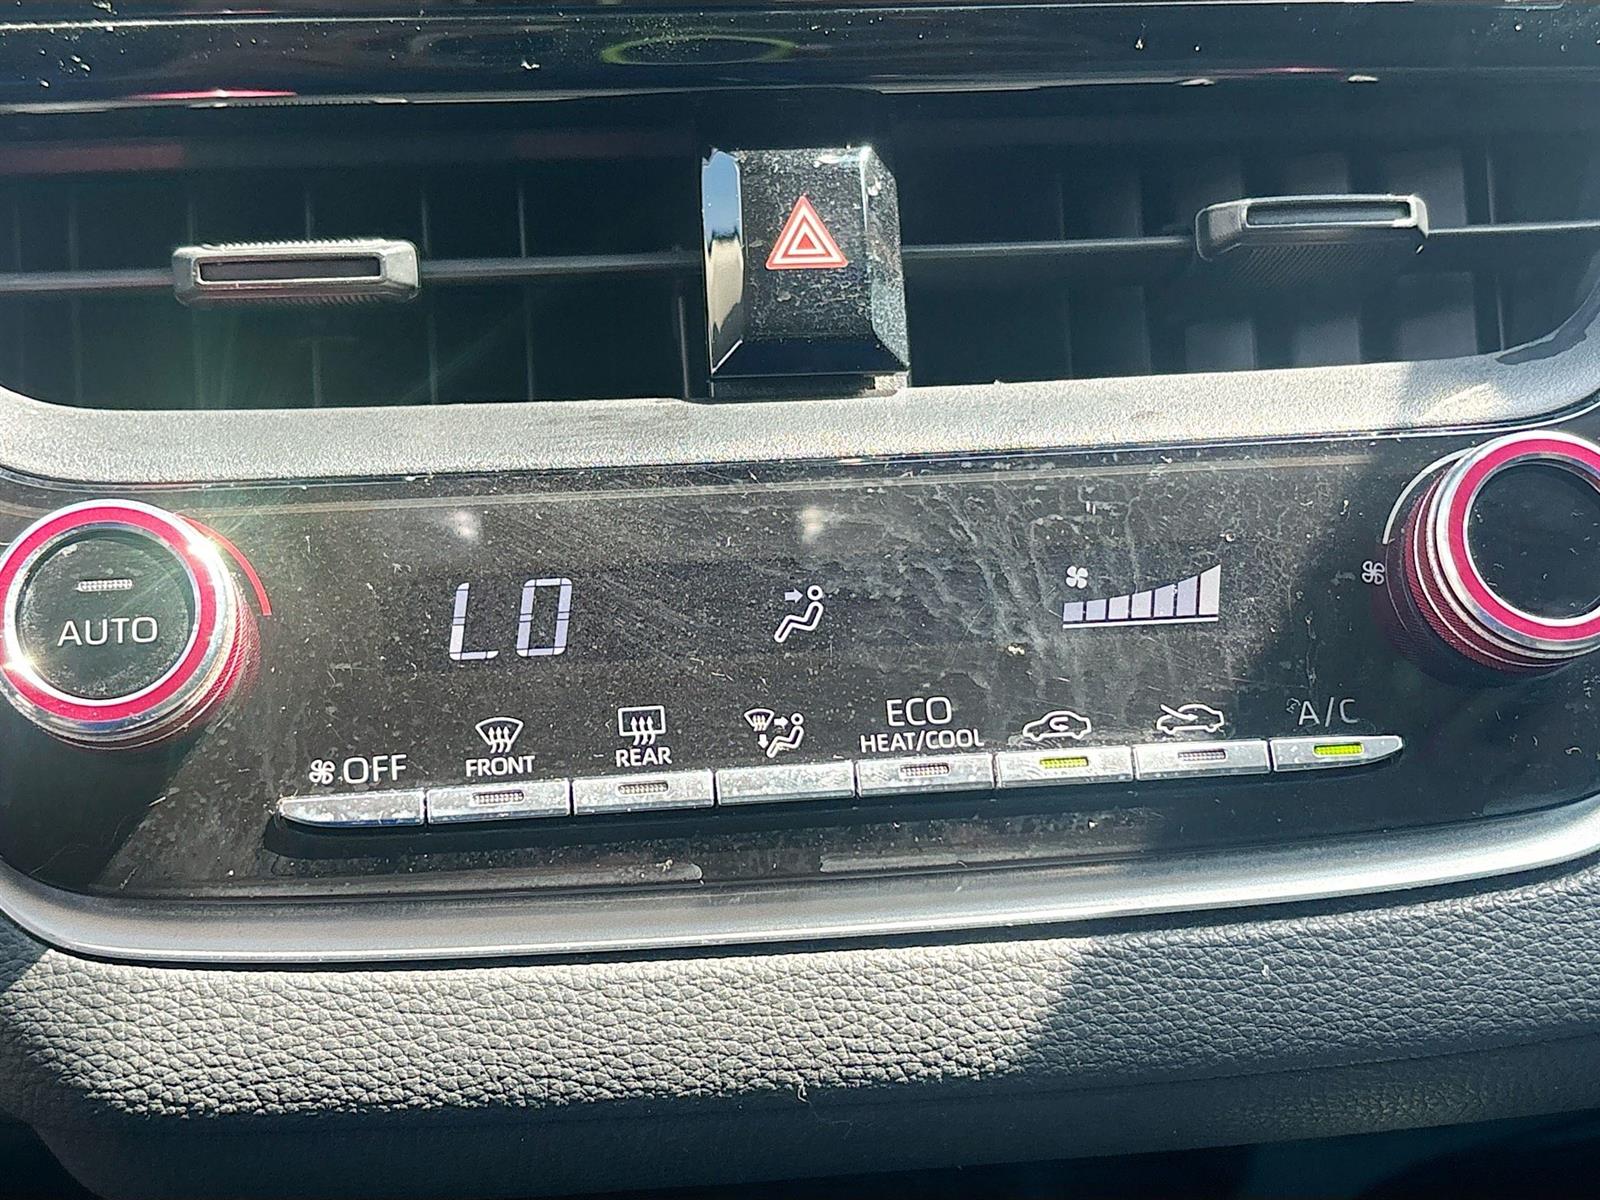 LO
AUTO
OFF
FRONT
REAR
ECO
HEAT/COOL
A/C